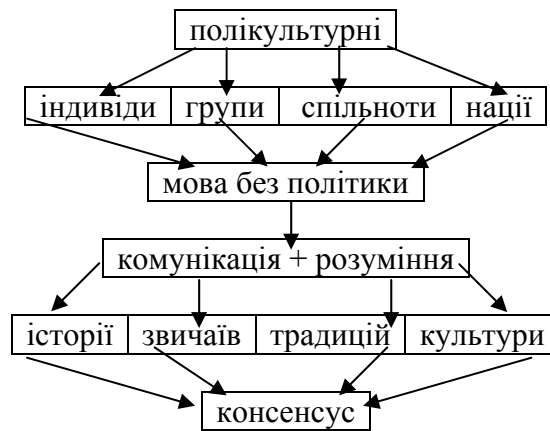 полікультурні
індивіди групи спільноти нації
мова без політики
комунікація + розуміння
історії звичаїв традицій культури
консенсус